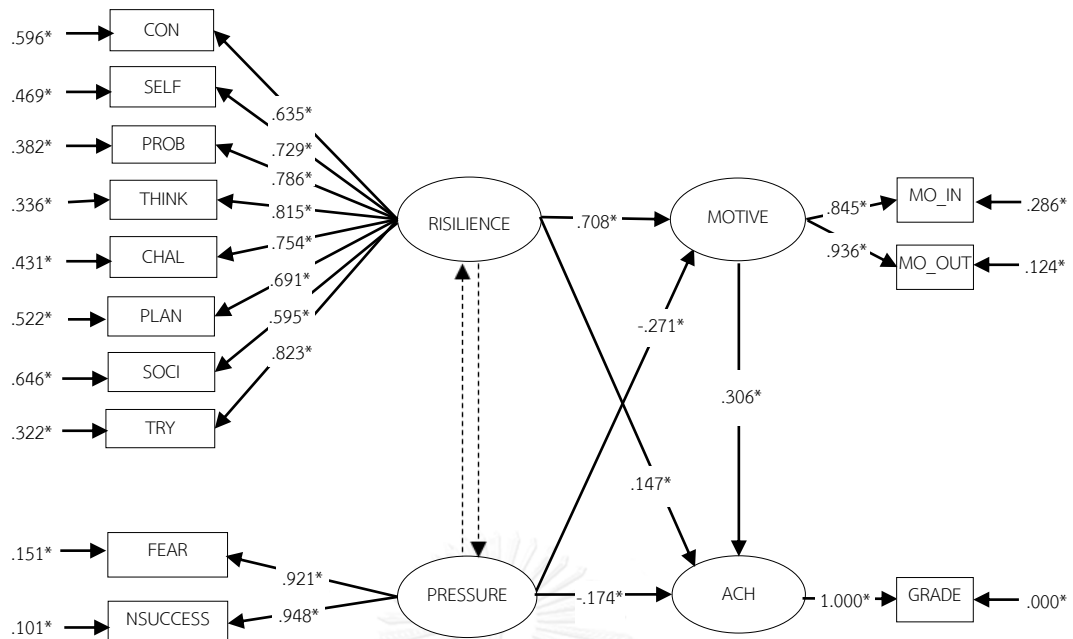 .596* CON
.469* SELF
.382* PROB
.336* THINK
.431* CHAL
.522* PLAN
.646* SOCI
.322* TRY
.635*
.729*
.786*
.815*
.754*
.691*
.595*
.823*
RISILIENCE .708* MOTIVE
.845* MO_IN .286*
.936* MO_OUT .124*
-.271*
.306*
.147*
.151* FEAR
.921*
.101* NSUCCESS .948*
PRESSURE -.174* ACH 1.000* GRADE .000*